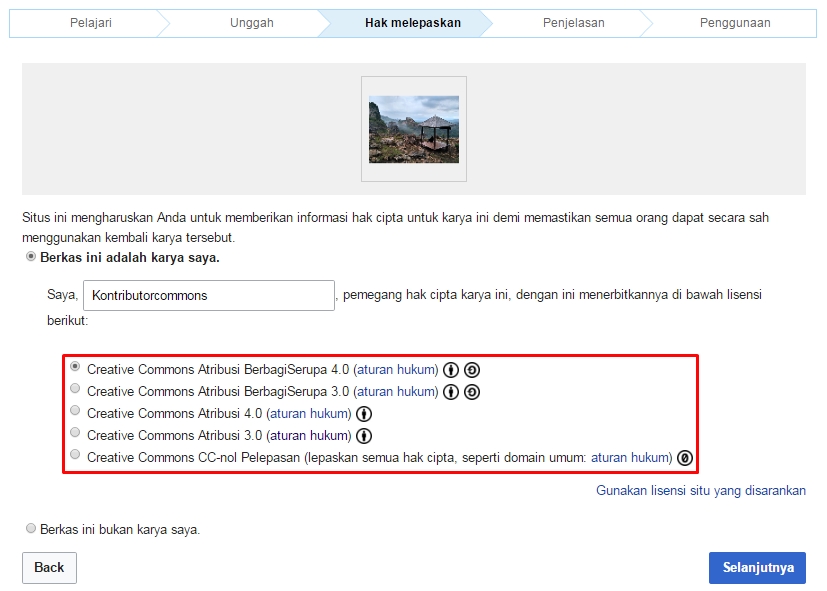 Pelajari
Unggah
Hak melepaskan
Penjelasan
Penggunaan
Situs ini mengharuskan Anda untuk memberikan informasi hak cipta untuk karya ini demi memastikan semua orang dapat secara sah
menggunakan kembali karya tersebut.
Berkas ini adalah karya saya.
Saya, Kontributorcommons , pemegang hak cipta karya ini, dengan ini menerbitkannya di bawah lisensi
berikut:
Creative Commons Atribusi BerbagiSerupa 4.0 (aturan hukum)
Creative Commons Atribusi BerbagiSerupa 3.0 (aturan hukum)
Creative Commons Atribusi 4.0 (aturan hukum)
Creative Commons Atribusi 3.0 (aturan hukum)
Creative Commons CC-nol Pelepasan (lepaskan semua hak cipta, seperti domain umum: aturan hukum)
Gunakan lisensi situ yang disarankan
Berkas ini bukan karya saya.
Back
Selanjutnya